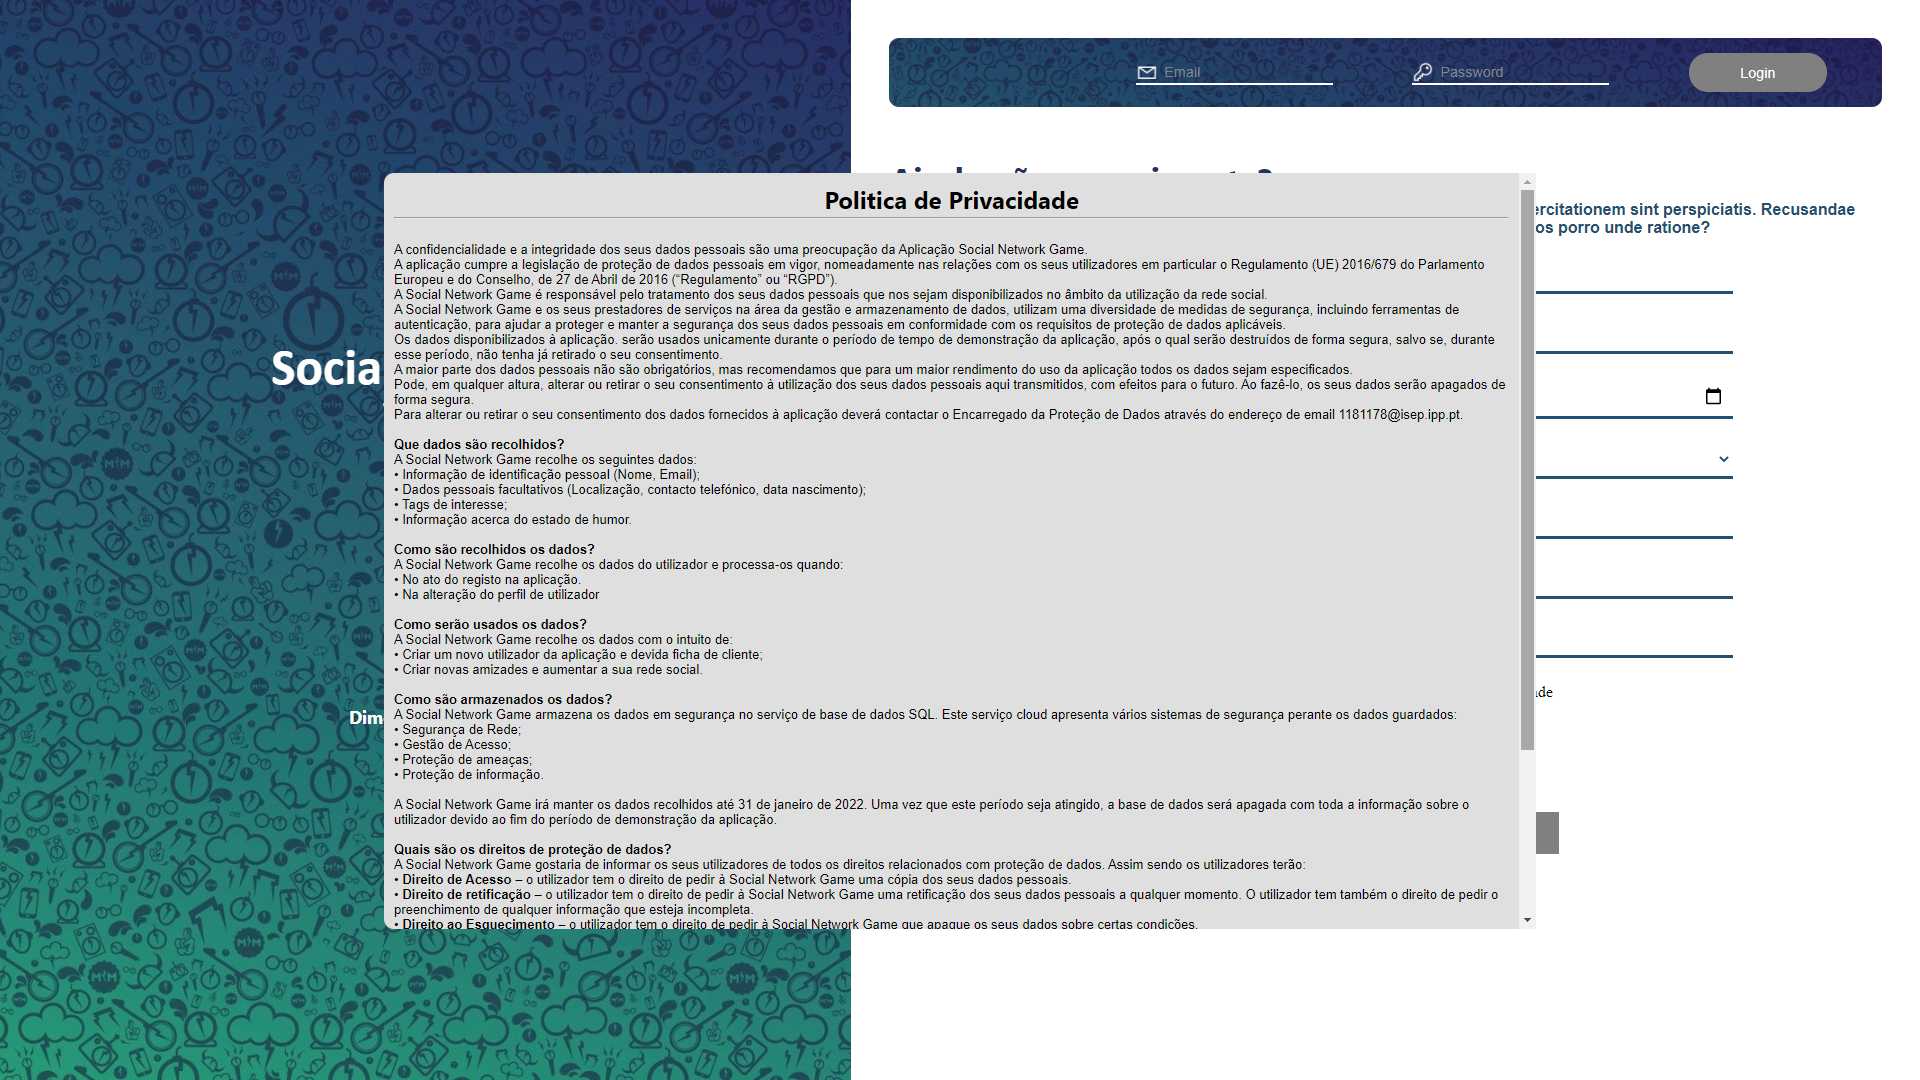 Email
Password
Login
Politica de Privacidade
ercitationem sint perspiciatis. Recusandae
os porro unde ratione?
A confidencialidade e a integridade dos seus dados pessoais são uma preocupação da Aplicação Social Network Game.
A aplicação cumpre a legislação de proteção de dados pessoais em vigor, nomeadamente nas relações com os seus utilizadores em particular o Regulamento (UE) 2016/679 do Parlamento
Europeu e do Conselho, de 27 de Abril de 2016 (“Regulamento” ou “RGPD”).
A Social Network Game é responsável pelo tratamento dos seus dados pessoais que nos sejam disponibilizados no âmbito da utilização da rede social.
A Social Network Game e os seus prestadores de serviços na área da gestão e armazenamento de dados, utilizam uma diversidade de medidas de segurança, incluindo ferramentas de
autenticação, para ajudar a proteger e manter a segurança dos seus dados pessoais em conformidade com os requisitos de proteção de dados aplicáveis.
Os dados disponibilizados à aplicação. serão usados unicamente durante o período de tempo de demonstração da aplicação, após o qual serão destruídos de forma segura, salvo se, durante
esse período, não tenha já retirado o seu consentimento.
A maior parte dos dados pessoais não são obrigatórios, mas recomendamos que para um maior rendimento do uso da aplicação todos os dados sejam especificados.
Pode, em qualquer altura, alterar ou retirar o seu consentimento à utilização dos seus dados pessoais aqui transmitidos, com efeitos para o futuro. Ao fazê-lo, os seus dados serão apagados de
forma segura.
Para alterar ou retirar o seu consentimento dos dados fornecidos à aplicação deverá contactar o Encarregado da Proteção de Dados através do endereço de email 1181178@isep.ipp.pt.
Socia
Que dados são recolhidos?
A Social Network Game recolhe os seguintes dados:
• Informação de identificação pessoal (Nome, Email);
• Dados pessoais facultativos (Localização, contacto telefónico, data nascimento);
• Tags de interesse;
• Informação acerca do estado de humor.
Como são recolhidos os dados?
A Social Network Game recolhe os dados do utilizador e processa-os quando:
• No ato do registo na aplicação.
• Na alteração do perfil de utilizador
Como serão usados os dados?
A Social Network Game recolhe os dados com o intuito de:
• Criar um novo utilizador da aplicação e devida ficha de cliente;
• Criar novas amizades e aumentar a sua rede social.
de
Como são armazenados os dados?
Dim
A Social Network Game armazena os dados em segurança no serviço de base de dados SQL. Este serviço cloud apresenta vários sistemas de segurança perante os dados guardados:
• Segurança de Rede;
• Gestão de Acesso;
• Proteção de ameaças;
• Proteção de informação.
A Social Network Game irá manter os dados recolhidos até 31 de janeiro de 2022. Uma vez que este período seja atingido, a base de dados será apagada com toda a informação sobre o
utilizador devido ao fim do período de demonstração da aplicação.
Quais são os direitos de proteção de dados?
A Social Network Game gostaria de informar os seus utilizadores de todos os direitos relacionados com proteção de dados. Assim sendo os utilizadores terão:
• Direito de Acesso – o utilizador tem o direito de pedir à Social Network Game uma cópia dos seus dados pessoais.
• Direito de retificação – o utilizador tem o direito de pedir à Social Network Game uma retificação dos seus dados pessoais a qualquer momento. O utilizador tem também o direito de pedir o
preenchimento de qualquer informação que esteja incompleta.
• Direito ao Esquecimento – o utilizador tem o direito de pedir à Social Network Game que apague os seus dados sobre certas condições.